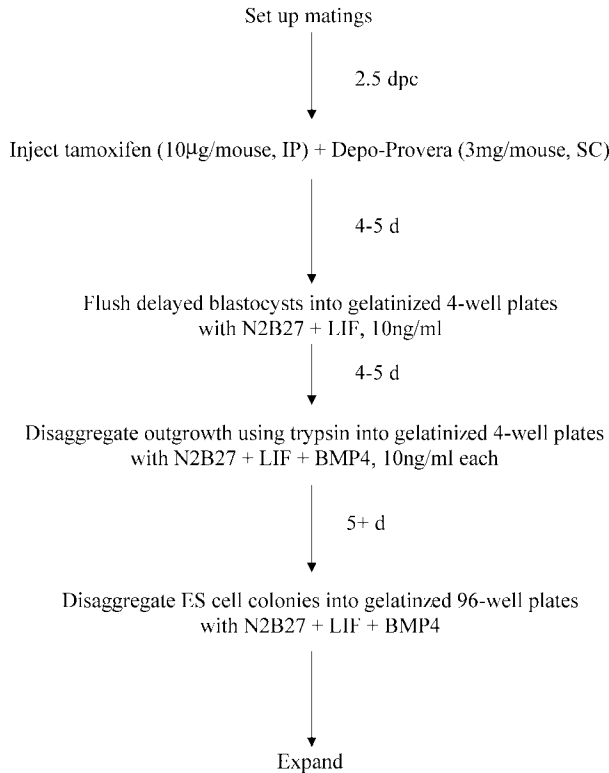 Set up matings
2.5 dpc
Inject tamoxifen (10μg/mouse, IP) + Depo-Provera (3mg/mouse, SC)
4-5 d
Flush delayed blastocysts into gelatinized 4-well plates
with N2B27 + LIF, 10ng/ml
4-5 d
Disaggregate outgrowth using trypsin into gelatinized 4-well plates
with N2B27 + LIF + BMP4, 10ng/ml each
5+ d
Disaggregate ES cell colonies into gelatinzed 96-well plates
with N2B27 + LIF + BMP4
Expand